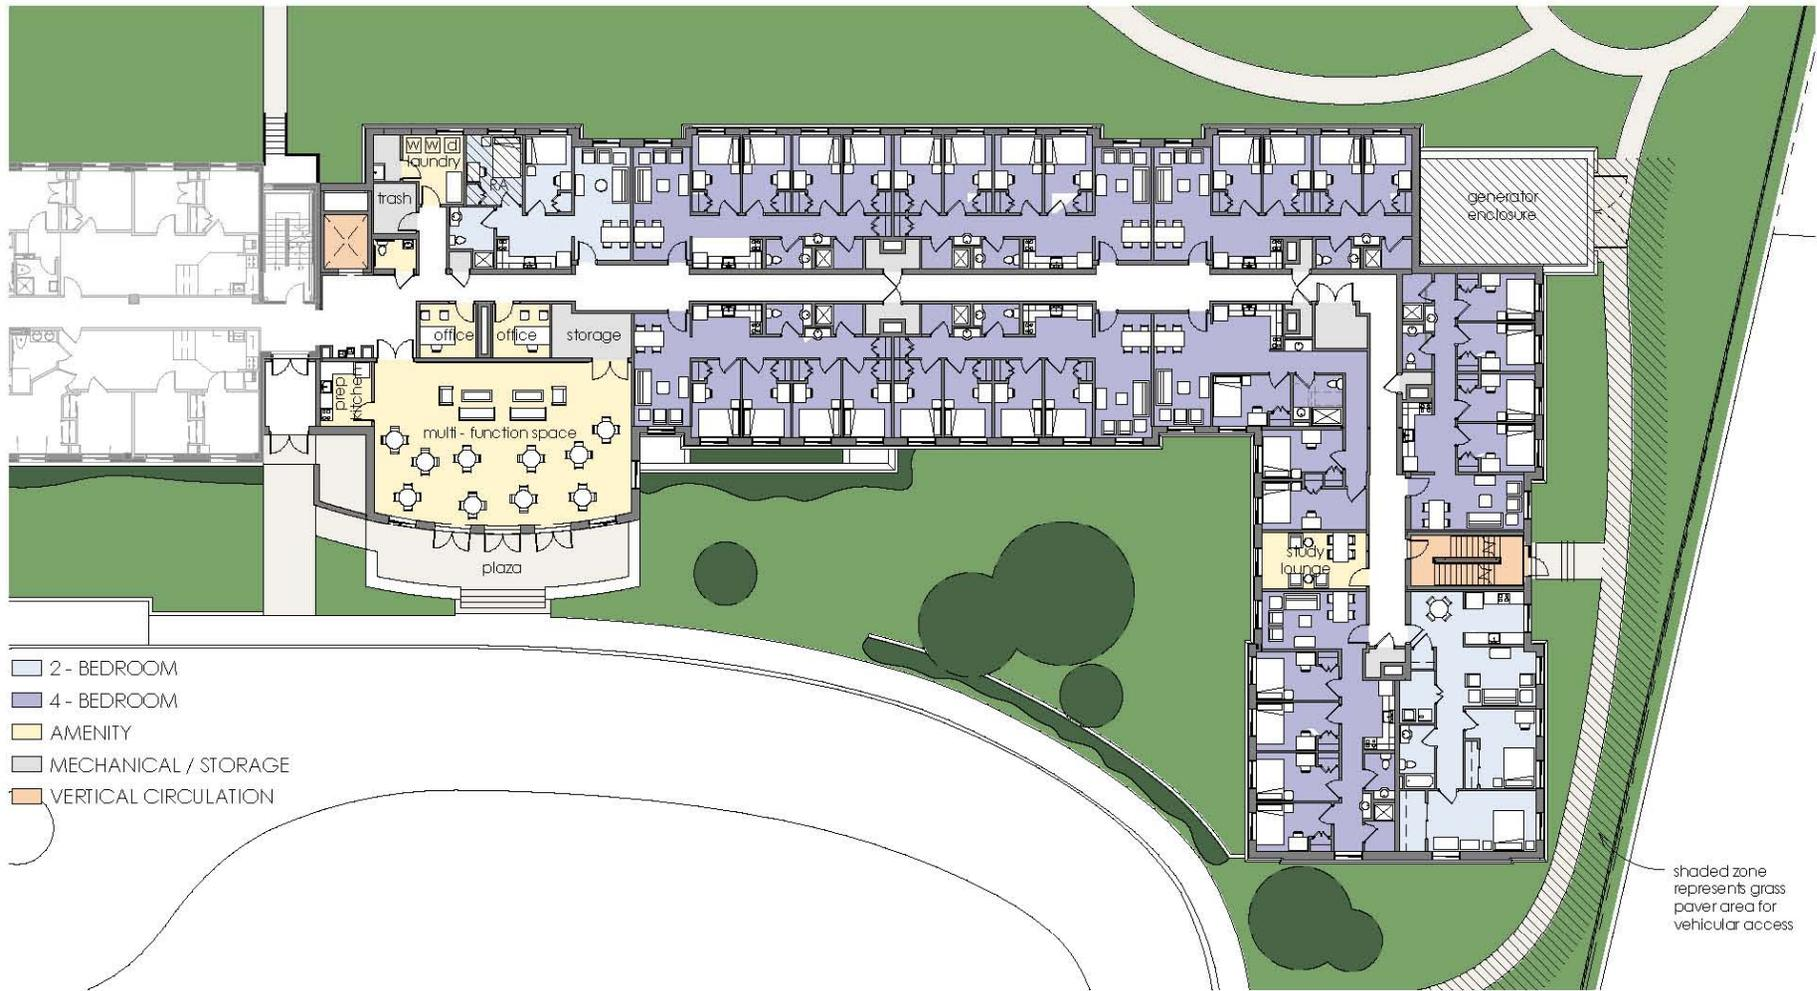 w w d
laundry
RA
trash
generator
enclosure
office
office
storage
prep
kitchen
multi - function space
study
lounge
plaza
2 - BEDROOM
4 - BEDROOM
AMENITY
MECHANICAL / STORAGE
VERTICAL CIRCULATION
shaded zone
represents grass
paver area for
vehicular access